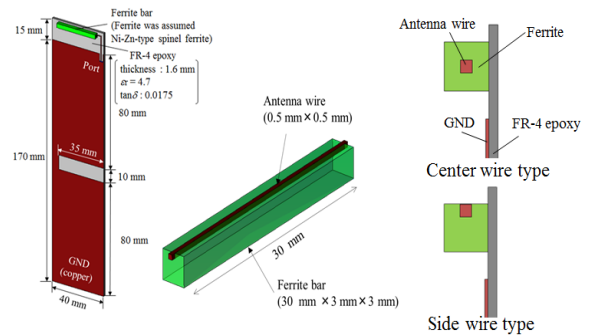 Ferrite bar
(Ferrite was assumed
Ni-Zn-type spinel ferrite)
15 mm
FR-4 epoxy
thickness : 1.6 mm
εr = 4.7
tanδ : 0.0175
Port
80 mm
35 mm
170 mm
10 mm
80 mm
GND
(copper)
40 mm
Antenna wire
(0.5 mm×0.5 mm)
30 mm
Ferrite bar
(30 mm ×3 mm×3 mm)
Antenna wire
Ferrite
GND
FR-4 epoxy
Center wire type
Side wire type